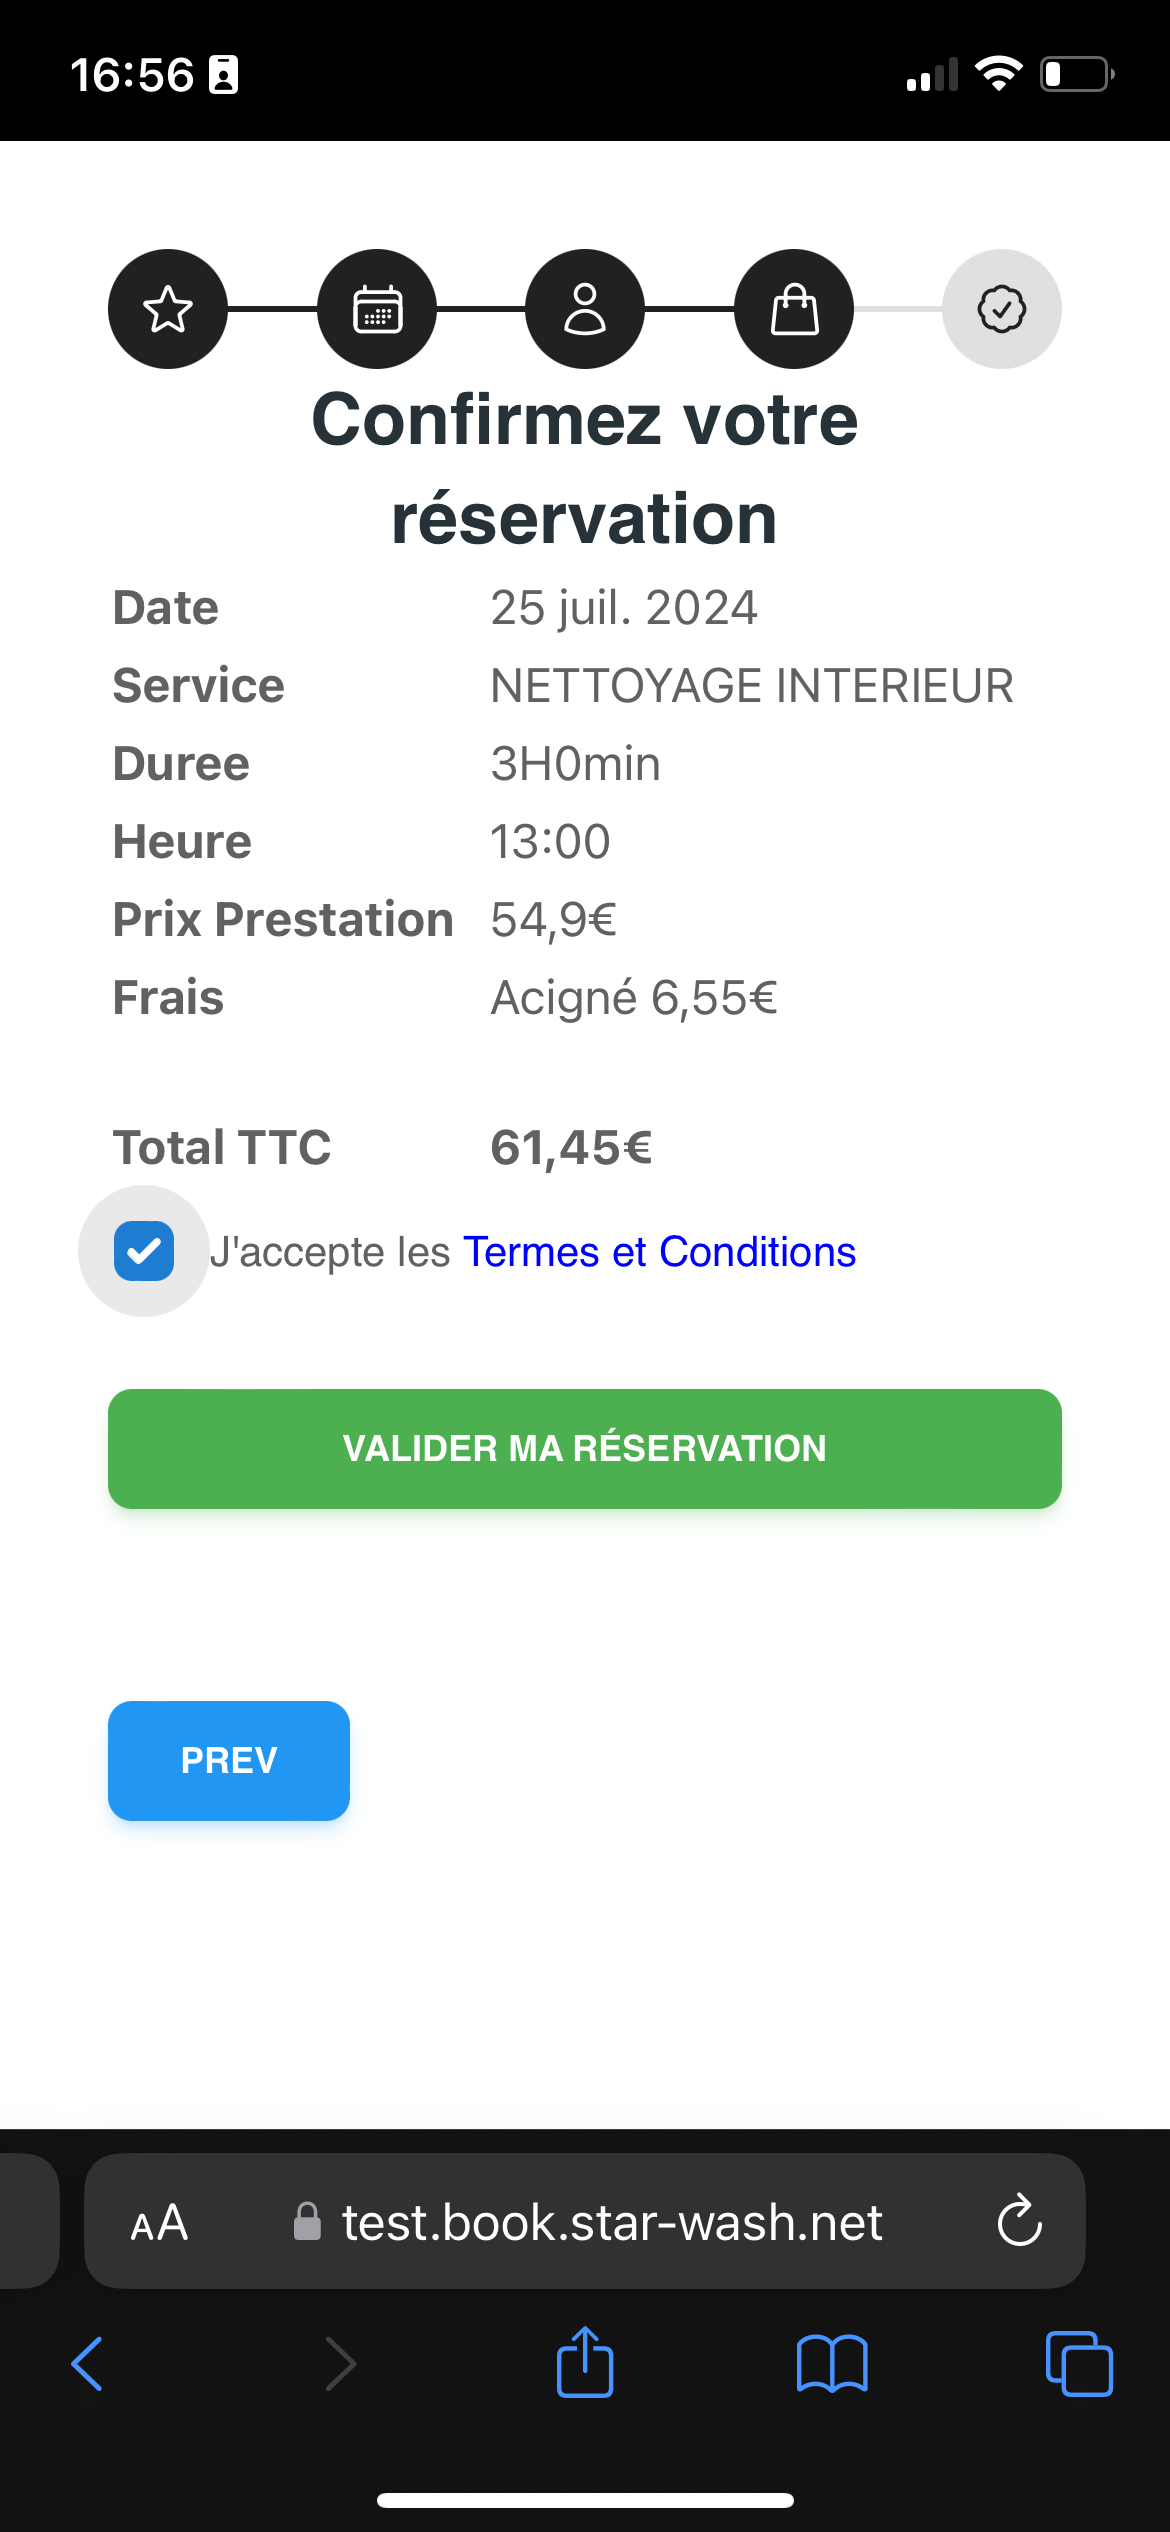 16:56
Confirmez votre
réservation
Date 25 juil. 2024
Service NETTOYAGE INTERIEUR
Duree 3H0min
Heure 13:00
Prix Prestation 54,9€
Frais Acigné 6,55€
Total TTC 61,45€
J'accepte les Termes et Conditions
VALIDER MA RÉSERVATION
PREV
AA test.book.star-wash.net